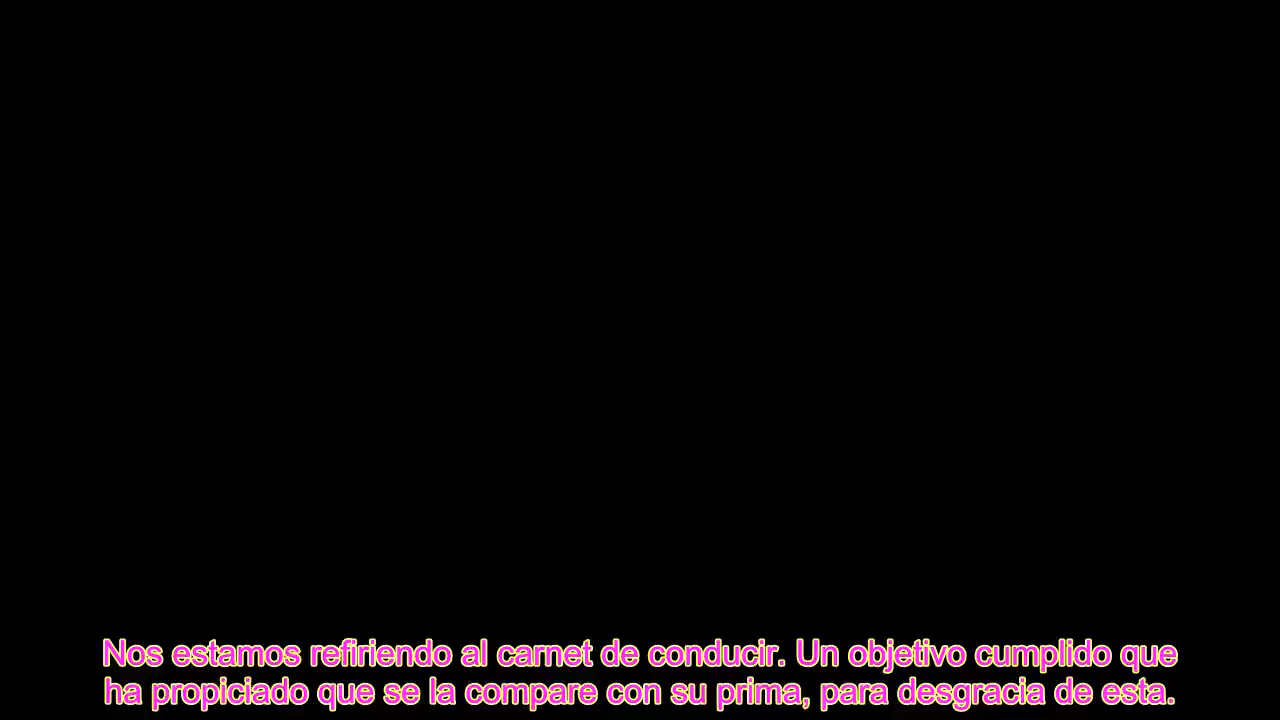 Nos estamos refiriendo al carnet de conducir. Un objetivo cumplido que
ha propiciado que se la compare con su prima, para desgracia de esta.